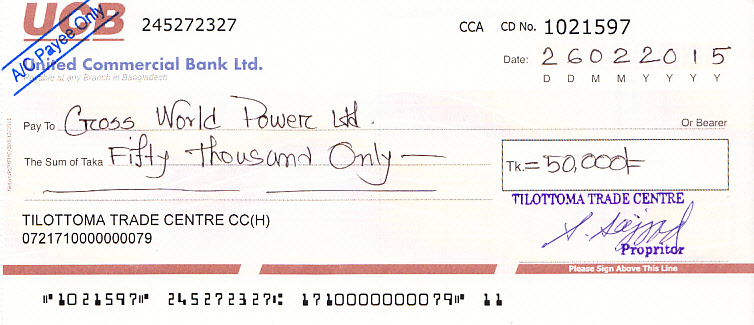 UCB 245272327 CCA CD No. 1021597
A/C Payee Only
United Commercial Bank Ltd.
Payable at any Branch in Bangladesh
Date: 26022015
D D M M Y Y Y Y
Pay To Gross World Power Ltd. Or Bearer
The Sum of Taka Fifty Thousand Only Tk.=50,000/=
TILOTTOMA TRADE CENTRE
TILOTTOMA TRADE CENTRE CC(H)
0721710000000079
Propritor
Please Sign Above This Line
⑈1021597⑈ 245272327⑆ 1710000000079⑈ 11